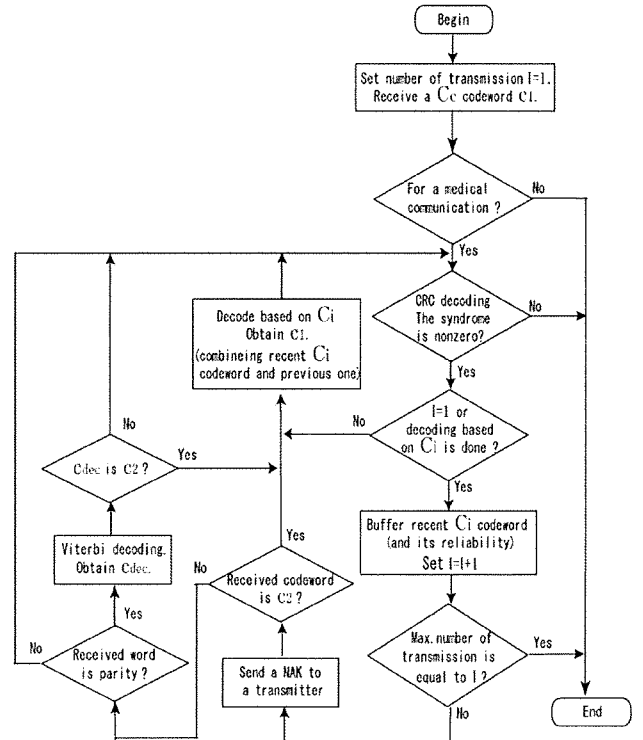 Begin
Set number of transmission I=1.
Receive a Cc codeword C1.
For a medical
communication ?
No
Yes
CRC decoding
The syndrome
is nonzero?
No
Yes
Decode based on Ci
Obtain C1.
(combineing recent Ci
codeword and previous one)
I=1 or
decoding based
on Ci is done ?
No
Yes
No
Cdec is C2 ?
Yes
Buffer recent Ci codeword
(and its reliability)
Set I=I+1
Viterbi decoding.
Obtain Cdec.
Yes
No
Received codeword
is C2 ?
Yes
No
Received word
is parity ?
Max. number of
transmission is
equal to I ?
Yes
No
Send a NAK to
a transmitter
End